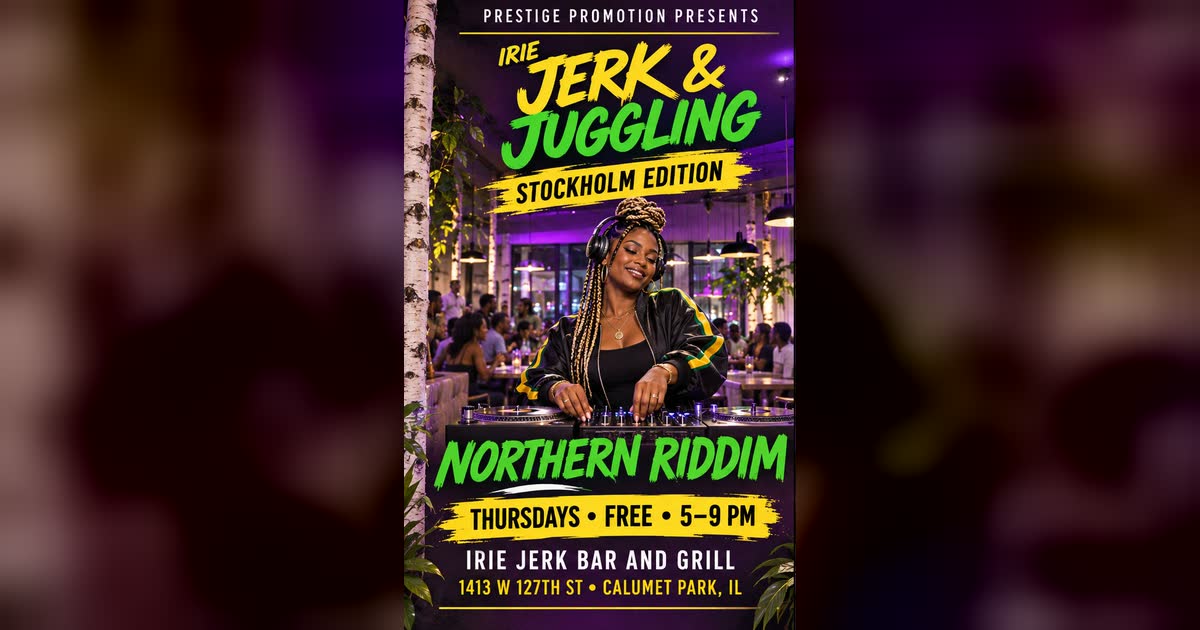 PRESTIGE PROMOTION PRESENTS
IRIE
JERK &
JUGGLING
STOCKHOLM EDITION
NORTHERN RIDDIM
THURSDAYS • FREE • 5–9 PM
IRIE JERK BAR AND GRILL
1413 W 127TH ST • CALUMET PARK, IL